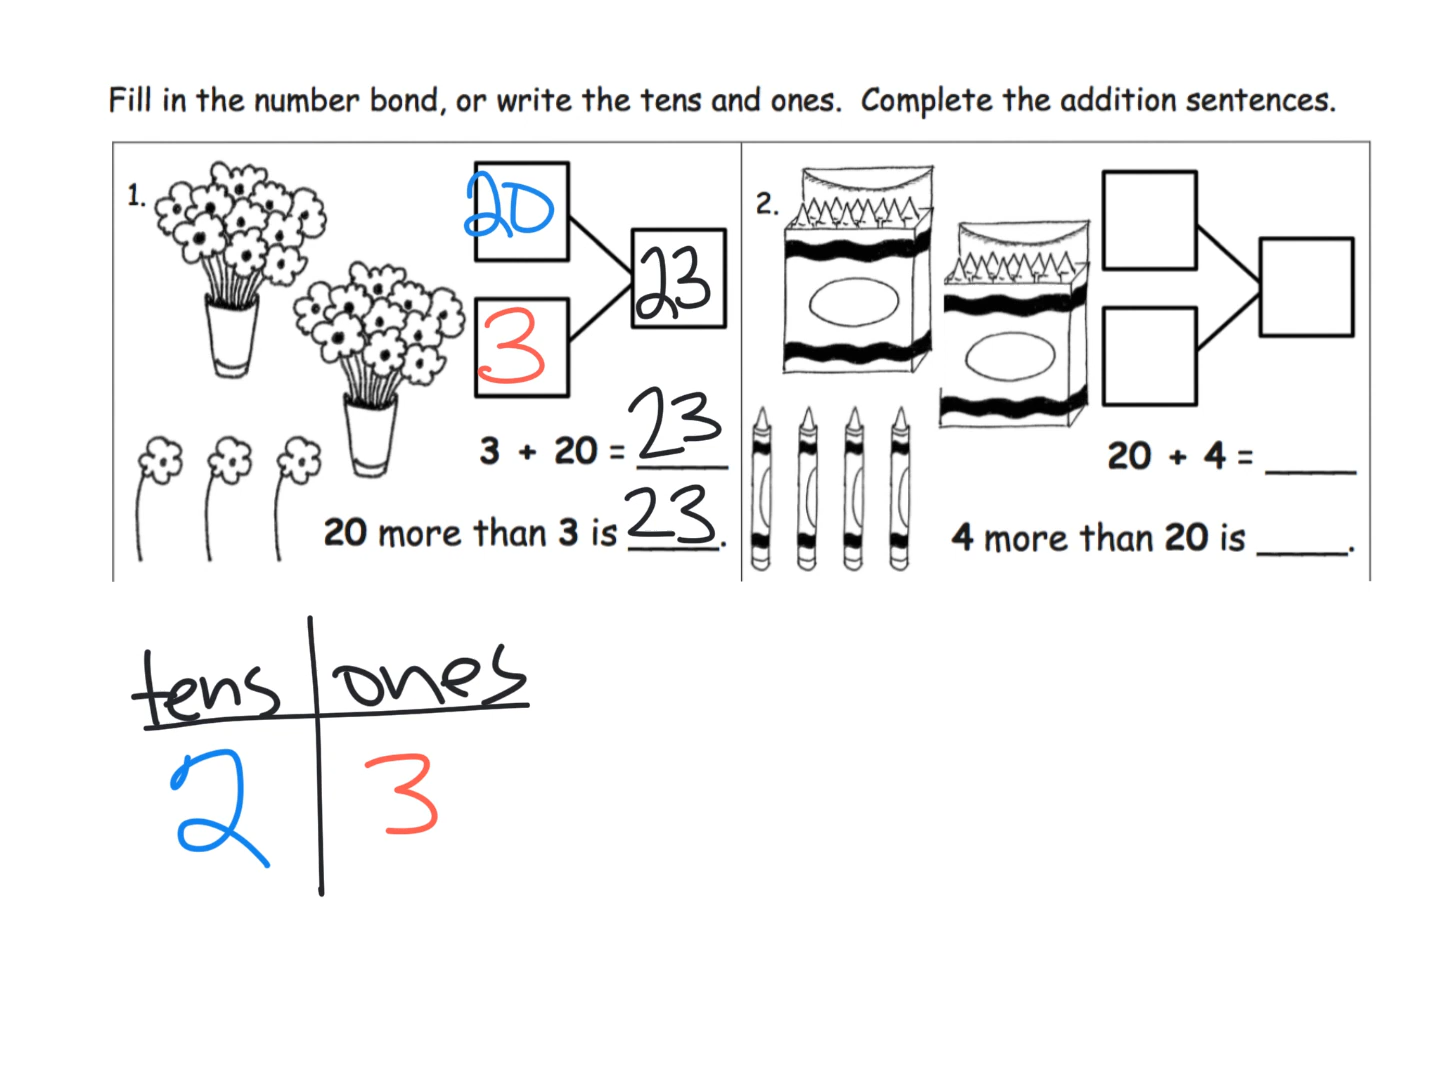 Fill in the number bond, or write the tens and ones. Complete the addition sentences.
1.
20
3
23
3 + 20 = 23
20 more than 3 is 23.
2.
20 + 4 = ____
4 more than 20 is ____.
tens ones
2 3